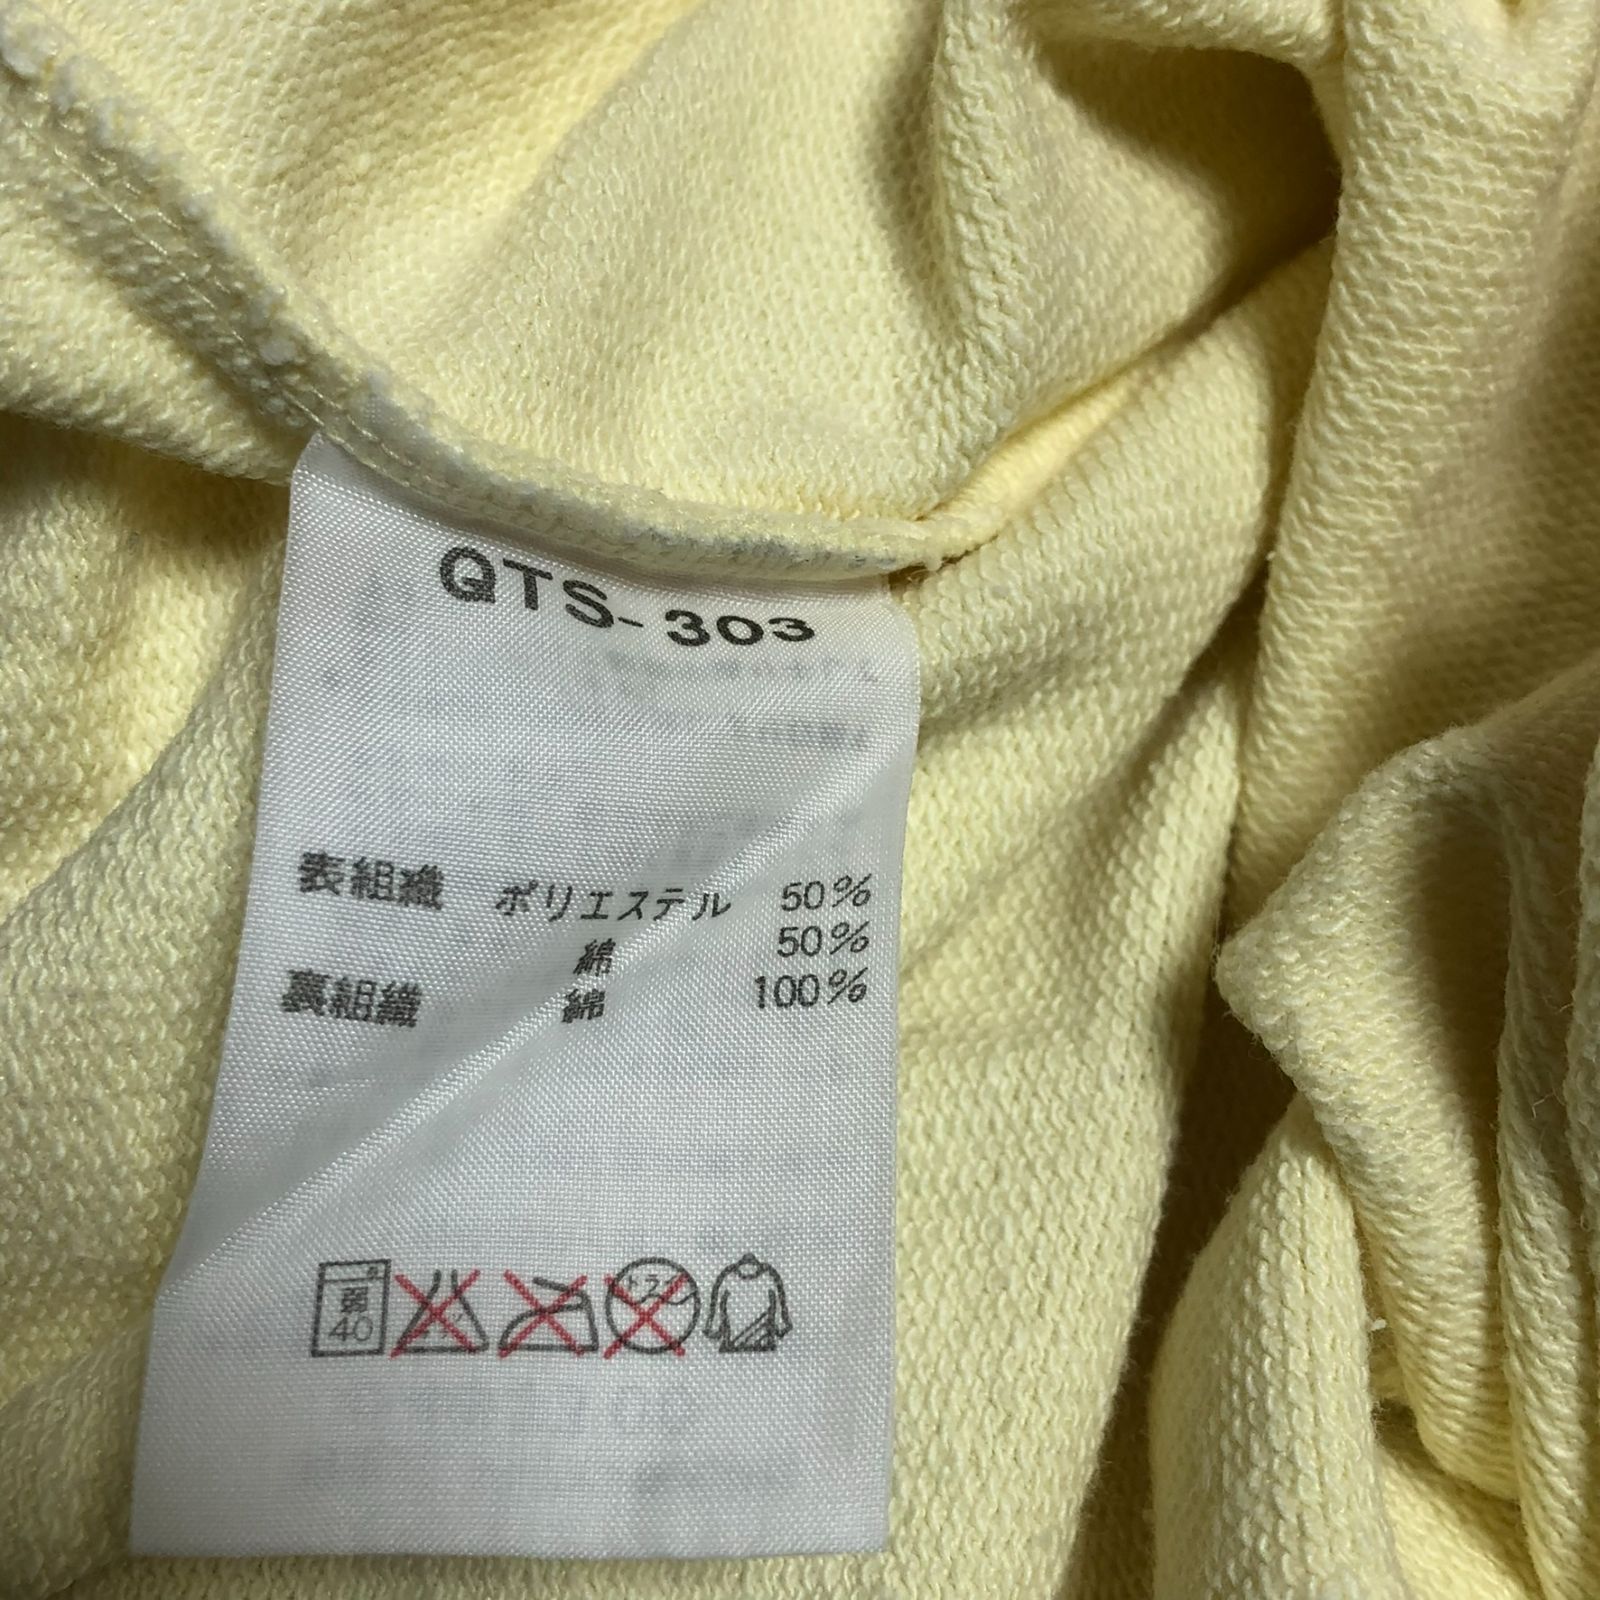 QTS-303
表組織 ポリエステル 50%
綿 50%
裏組織 綿 100%
弱 40